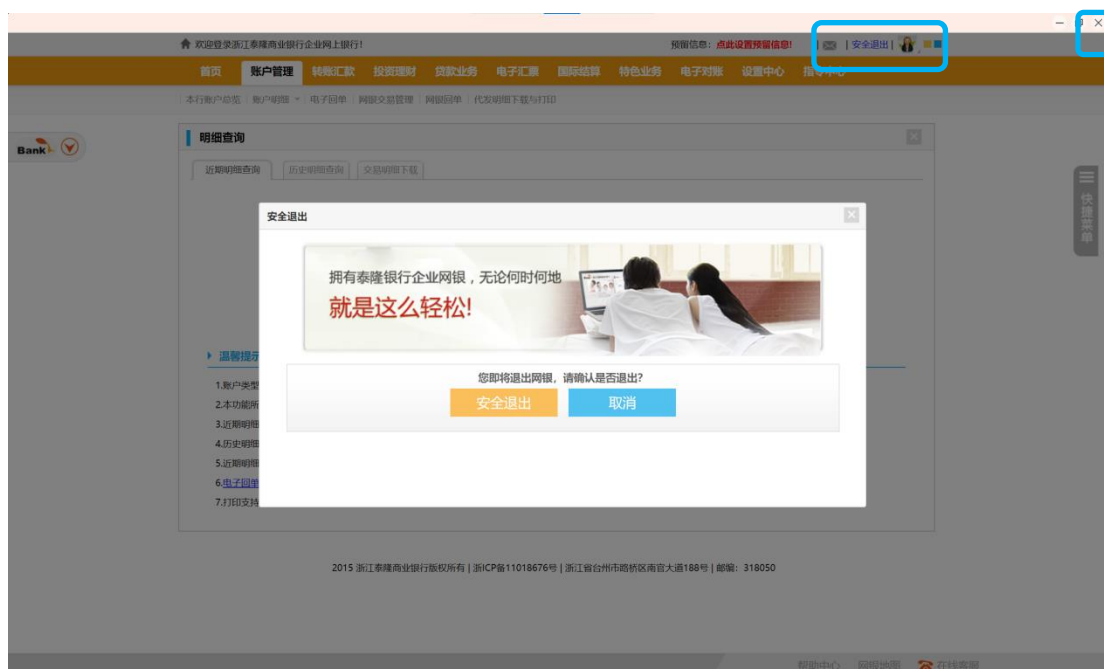 欢迎登录浙江泰隆商业银行企业网上银行! 预留信息: 点此设置预留信息! | | 安全退出 |
首页 账户管理 转账汇款 投资理财 贷款业务 电子汇票 国际结算 特色业务 电子对账 设置中心 指令中心
本行账户总览 | 账户明细 | 电子回单 | 网银交易管理 | 网银回单 | 代发明细下载与打印
Bank
明细查询
近期明细查询 历史明细查询 交易明细下载
快捷菜单
安全退出
拥有泰隆银行企业网银，无论何时何地
就是这么轻松!
温馨提示
1.账户类型
2.本功能所
3.近期明细
4.历史明细
5.近期明细
6.电子回单
7.打印支持
您即将退出网银，请确认是否退出?
安全退出 取消
2015 浙江泰隆商业银行版权所有 | 浙ICP备11018676号 | 浙江省台州市路桥区南官大道188号 | 邮编: 318050
帮助中心 网银地图 在线客服